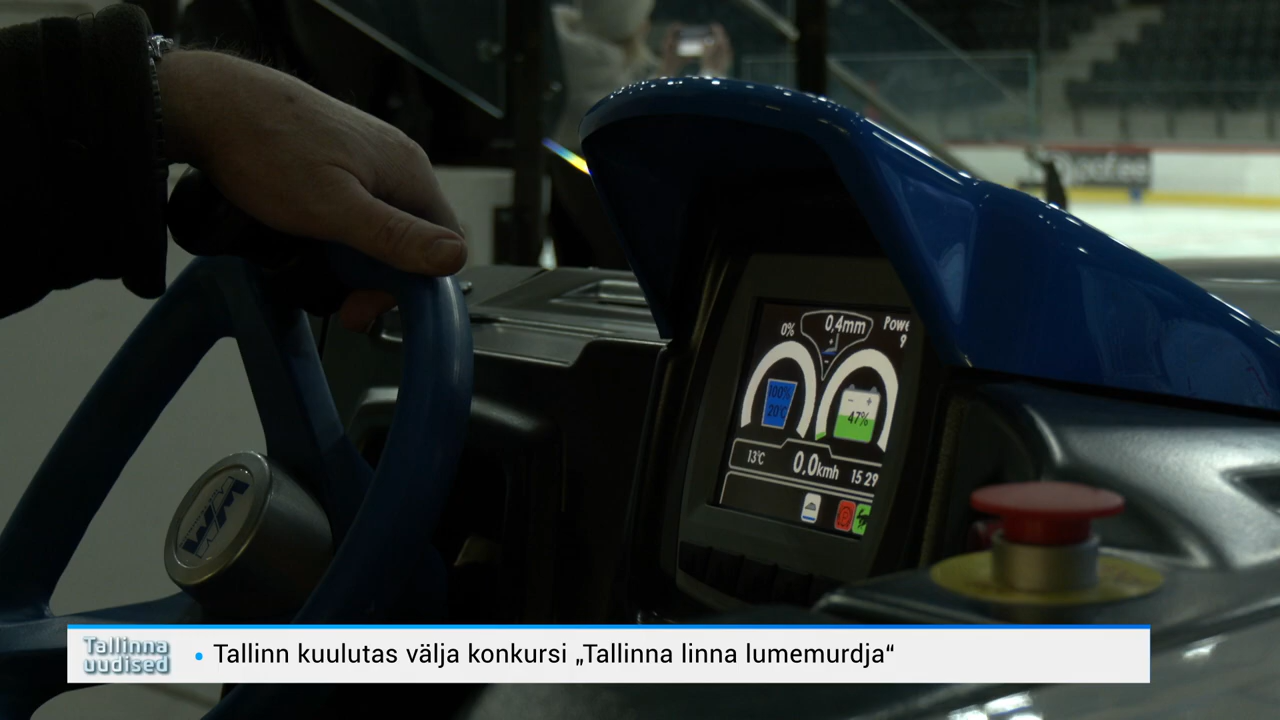 0%
0,4mm
Powe
9
100%
20°C
47%
13°C
0.0kmh
15 29
Tallinna
uudised
• Tallinn kuulutas välja konkursi „Tallinna linna lumemurdja“